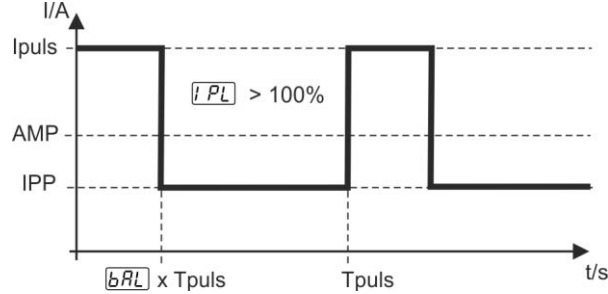 I/A
Ipuls
IPL > 100%
AMP
IPP
bAL x Tpuls
Tpuls
t/s